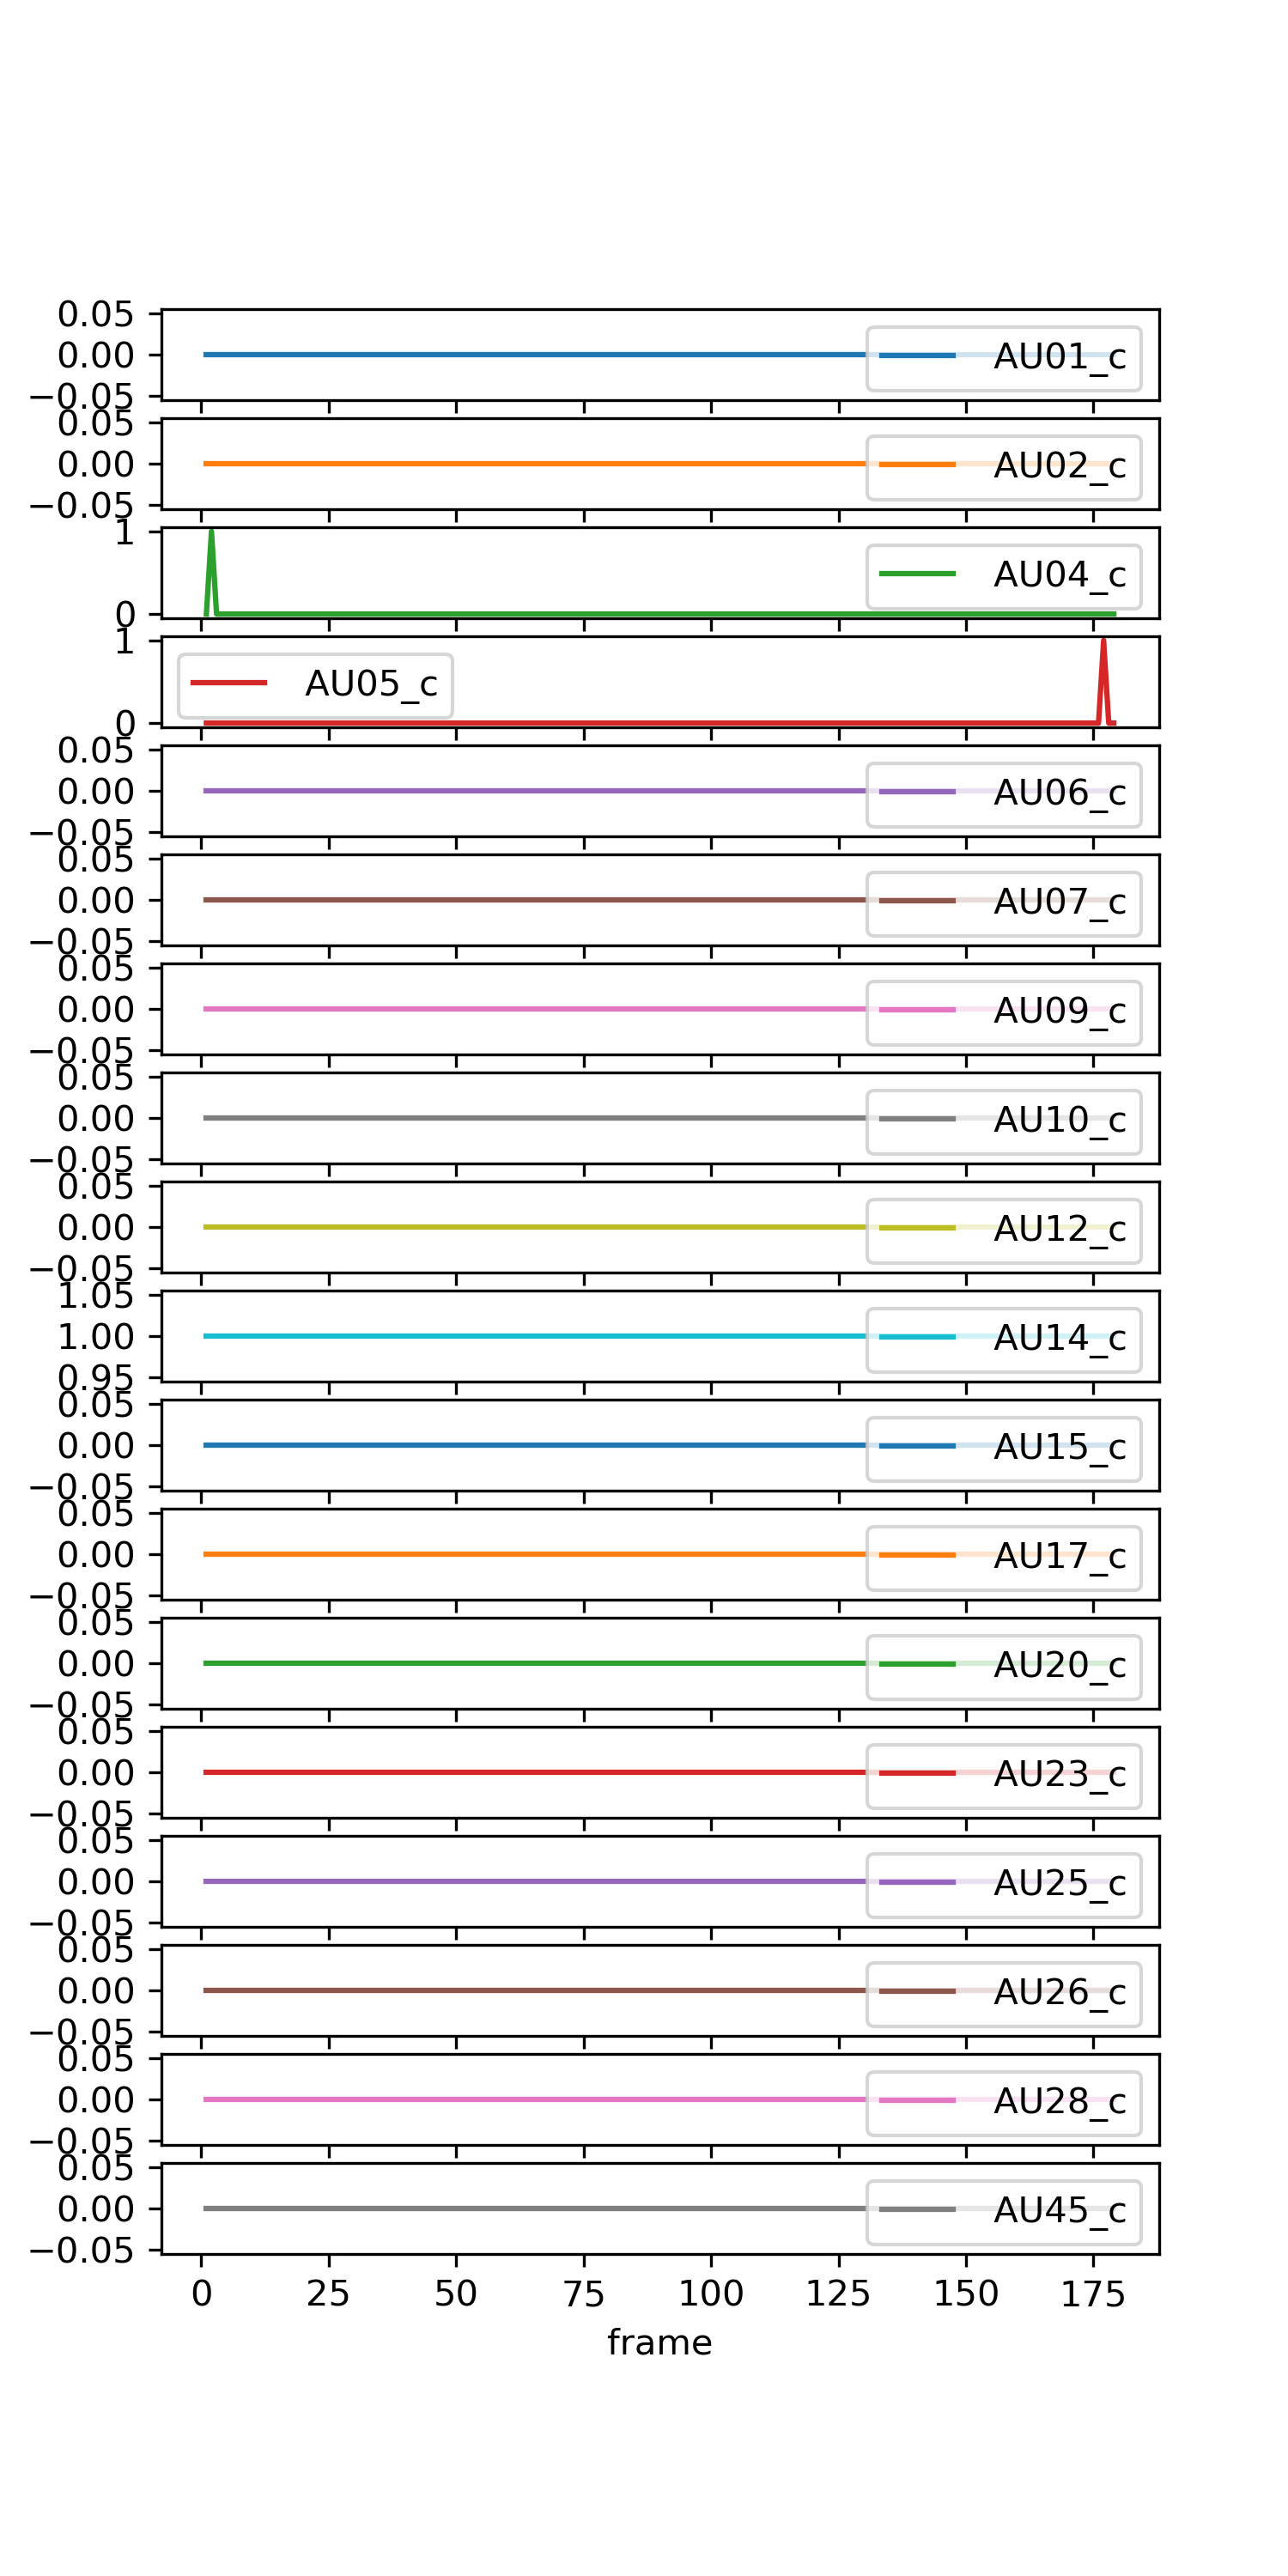 0.05
0.00 AU01_c
−0.05
0.05
0.00 AU02_c
−0.05
1
AU04_c
0
1
AU05_c
0
0.05
0.00 AU06_c
−0.05
0.05
0.00 AU07_c
−0.05
0.05
0.00 AU09_c
−0.05
0.05
0.00 AU10_c
−0.05
0.05
0.00 AU12_c
−0.05
1.05
1.00 AU14_c
0.95
0.05
0.00 AU15_c
−0.05
0.05
0.00 AU17_c
−0.05
0.05
0.00 AU20_c
−0.05
0.05
0.00 AU23_c
−0.05
0.05
0.00 AU25_c
−0.05
0.05
0.00 AU26_c
−0.05
0.05
0.00 AU28_c
−0.05
0.05
0.00 AU45_c
−0.05
0 25 50 75 100 125 150 175
frame